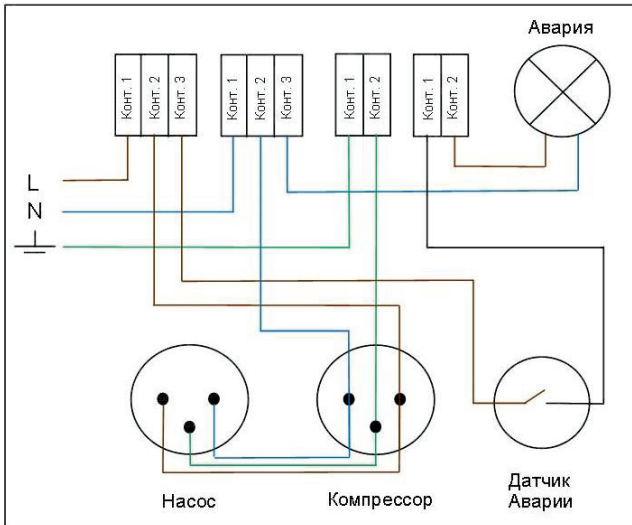 Авария
Конт. 1
Конт. 2
Конт. 3
Конт. 1
Конт. 2
Конт. 3
Конт. 1
Конт. 2
Конт. 1
Конт. 2
L
N
Насос
Компрессор
Датчик
Аварии